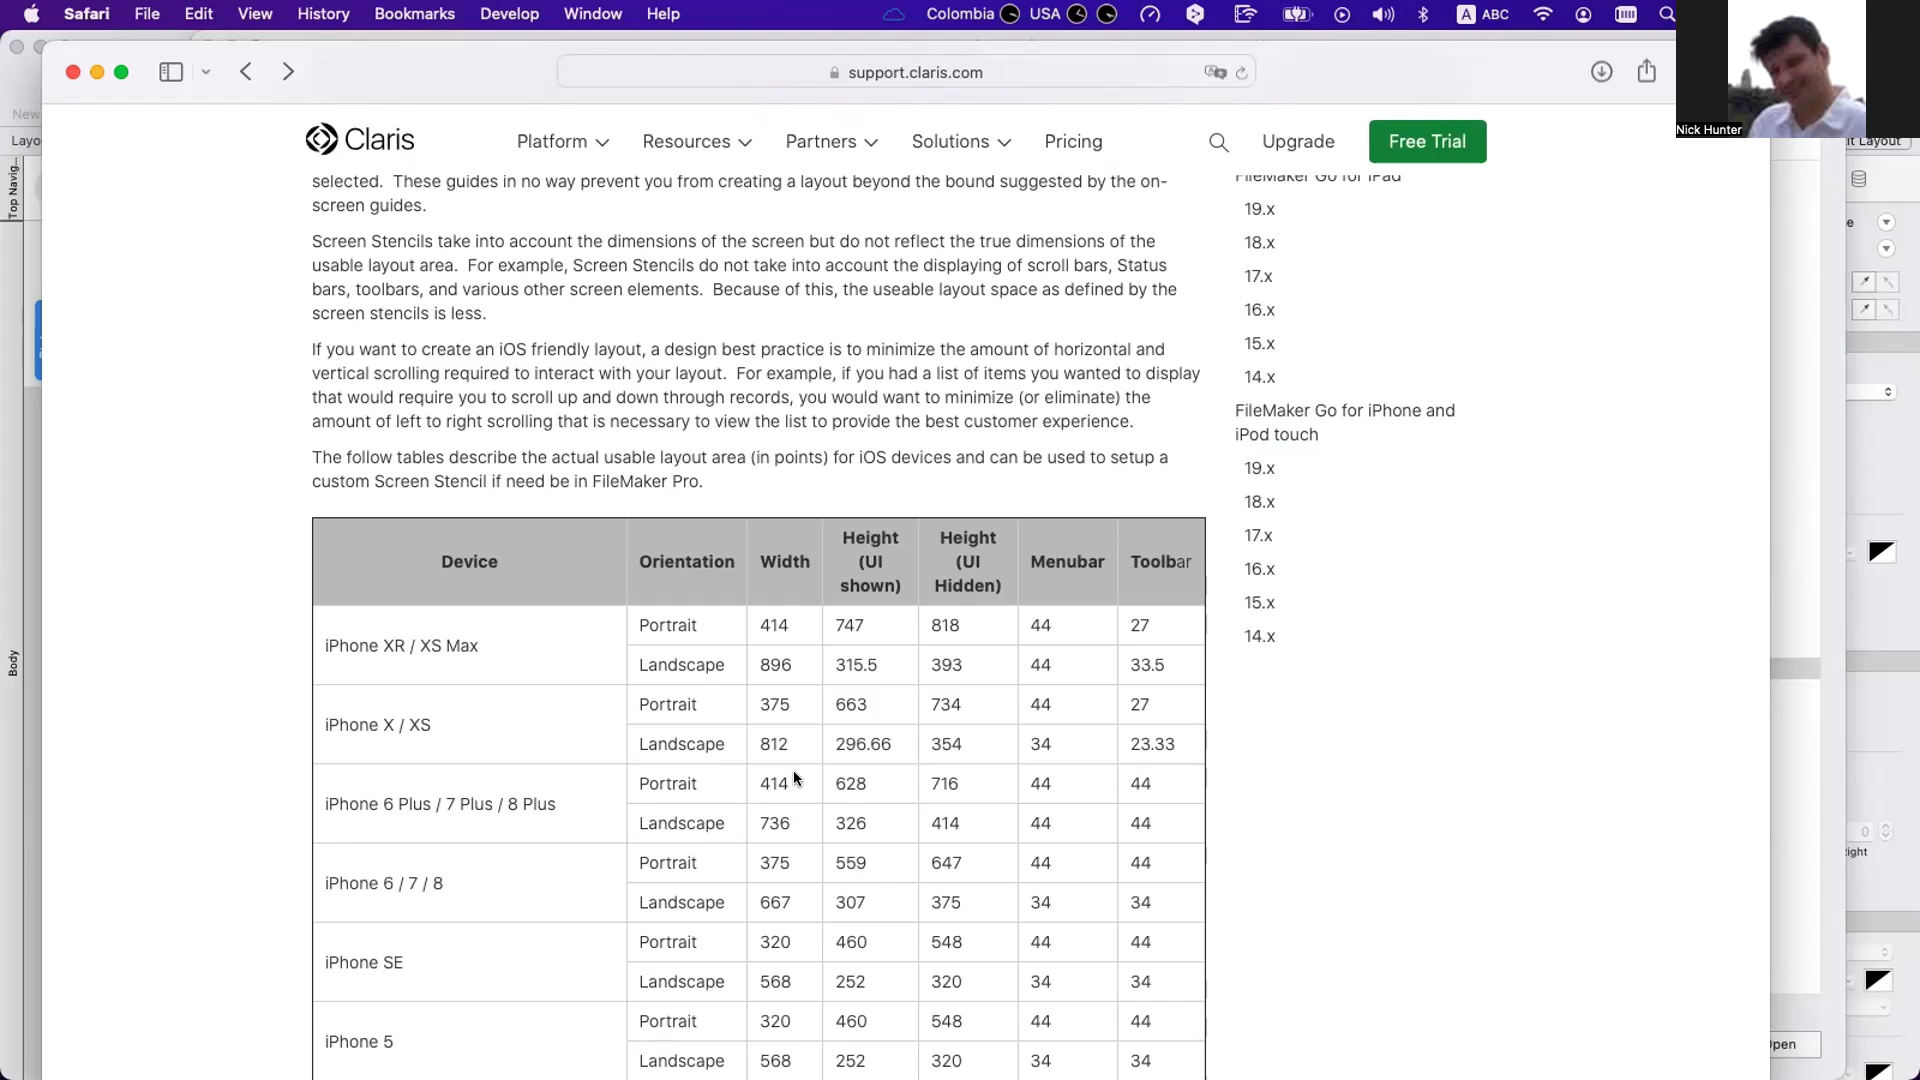 Safari File Edit View History Bookmarks Develop Window Help Colombia USA A ABC
support.claris.com
Nick Hunter
New
Layo
it Layout
Top Navig...
Claris Platform Resources Partners Solutions Pricing Upgrade Free Trial
selected. These guides in no way prevent you from creating a layout beyond the bound suggested by the on-
screen guides.
Screen Stencils take into account the dimensions of the screen but do not reflect the true dimensions of the
usable layout area. For example, Screen Stencils do not take into account the displaying of scroll bars, Status
bars, toolbars, and various other screen elements. Because of this, the useable layout space as defined by the
screen stencils is less.
If you want to create an iOS friendly layout, a design best practice is to minimize the amount of horizontal and
vertical scrolling required to interact with your layout. For example, if you had a list of items you wanted to display
that would require you to scroll up and down through records, you would want to minimize (or eliminate) the
amount of left to right scrolling that is necessary to view the list to provide the best customer experience.
The follow tables describe the actual usable layout area (in points) for iOS devices and can be used to setup a
custom Screen Stencil if need be in FileMaker Pro.
Device Orientation Width Height (UI shown) Height (UI Hidden) Menubar Toolbar
iPhone XR / XS Max
Portrait 414 747 818 44 27
Landscape 896 315.5 393 44 33.5
iPhone X / XS
Portrait 375 663 734 44 27
Landscape 812 296.66 354 34 23.33
iPhone 6 Plus / 7 Plus / 8 Plus
Portrait 414 628 716 44 44
Landscape 736 326 414 44 44
iPhone 6 / 7 / 8
Portrait 375 559 647 44 44
Landscape 667 307 375 34 34
iPhone SE
Portrait 320 460 548 44 44
Landscape 568 252 320 34 34
iPhone 5
Portrait 320 460 548 44 44
Landscape 568 252 320 34 34
FileMaker Go for iPad
19.x
18.x
17.x
16.x
15.x
14.x
FileMaker Go for iPhone and
iPod touch
19.x
18.x
17.x
16.x
15.x
14.x
Body
e
0
ight
Open